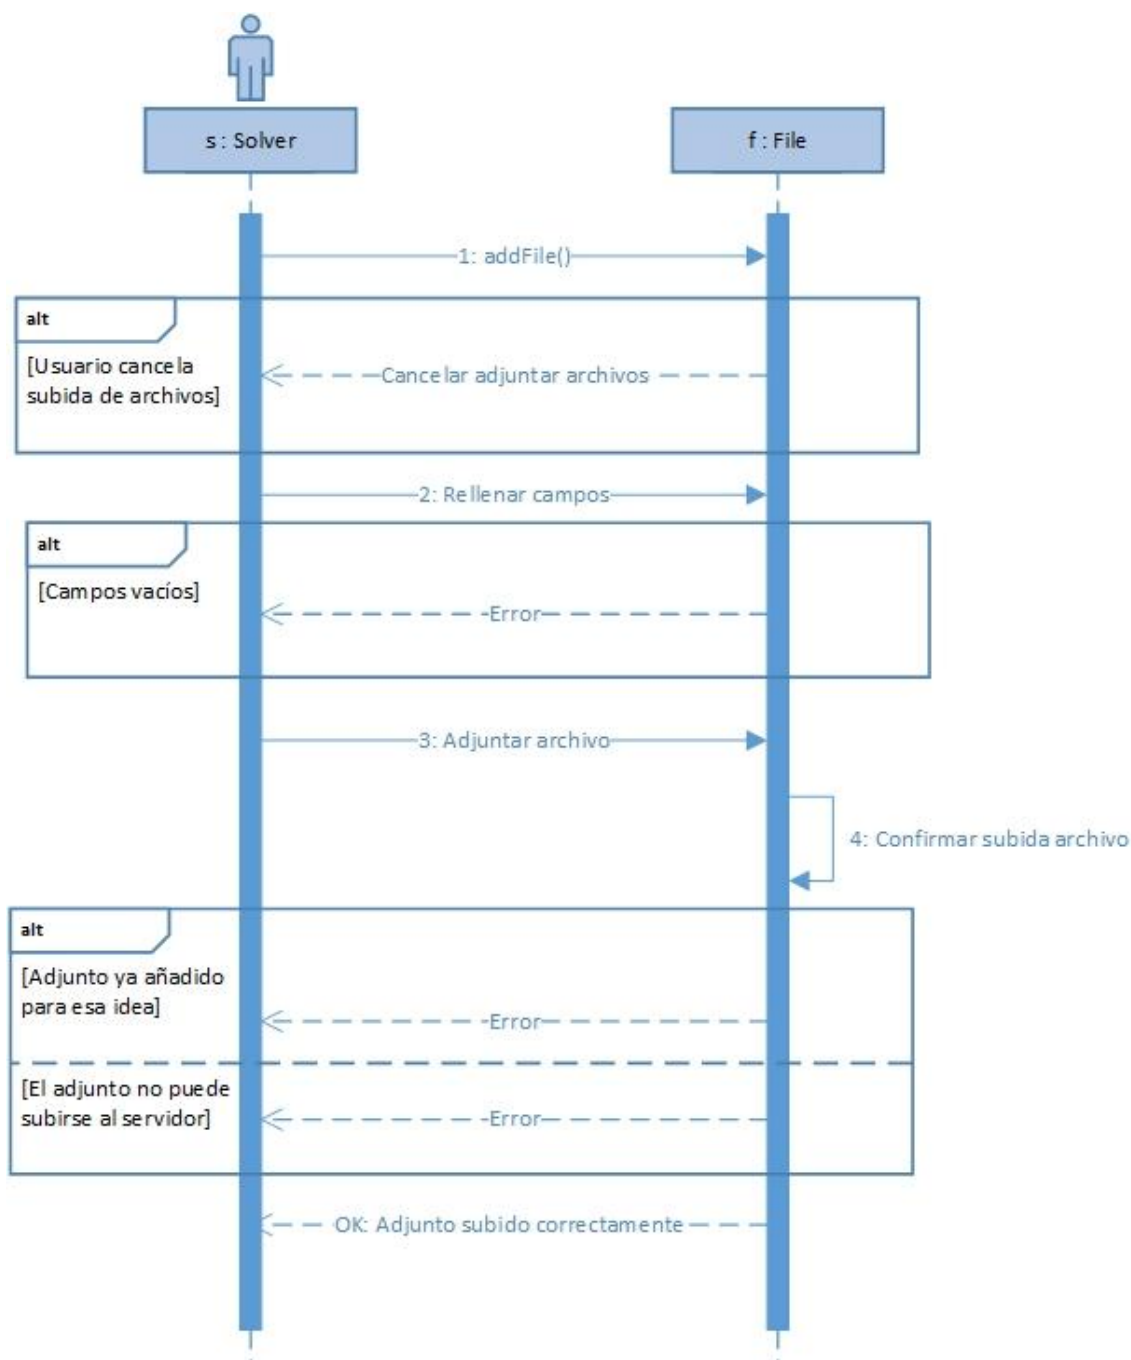 s : Solver
f : File
1: addFile()
alt
[Usuario cancela
subida de archivos]
Cancelar adjuntar archivos
2: Rellenar campos
alt
[Campos vacíos]
Error
3: Adjuntar archivo
4: Confirmar subida archivo
alt
[Adjunto ya añadido
para esa idea]
Error
[El adjunto no puede
subirse al servidor]
Error
OK: Adjunto subido correctamente